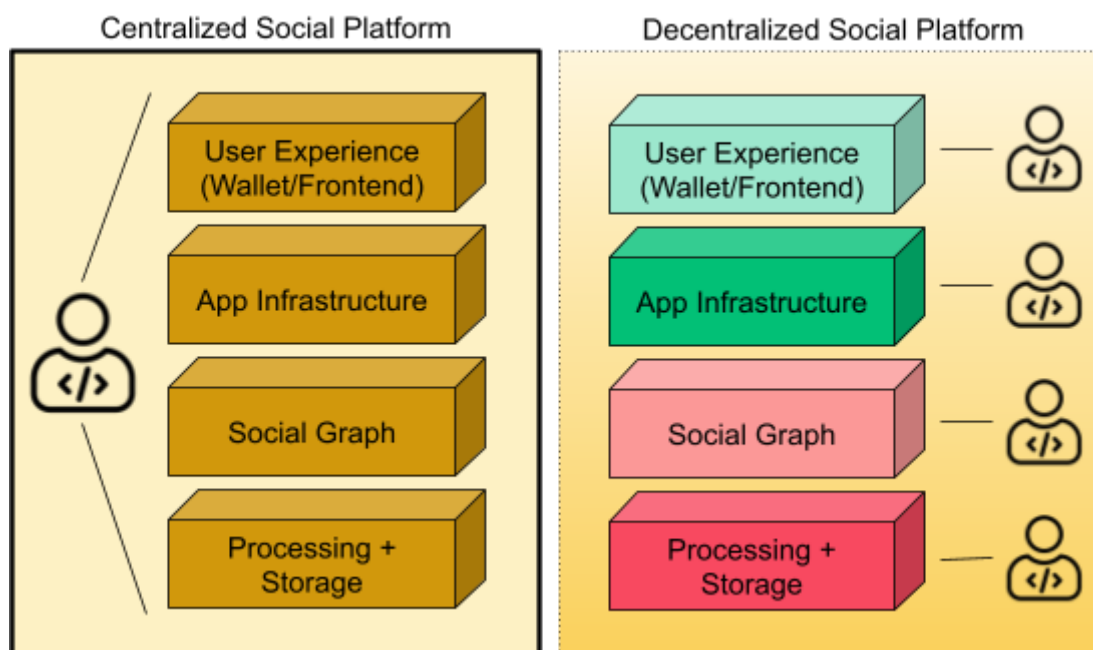 Centralized Social Platform
User Experience
(Wallet/Frontend)
App Infrastructure
Social Graph
Processing +
Storage
</>
Decentralized Social Platform
User Experience
(Wallet/Frontend)
</>
App Infrastructure
</>
Social Graph
</>
Processing +
Storage
</>